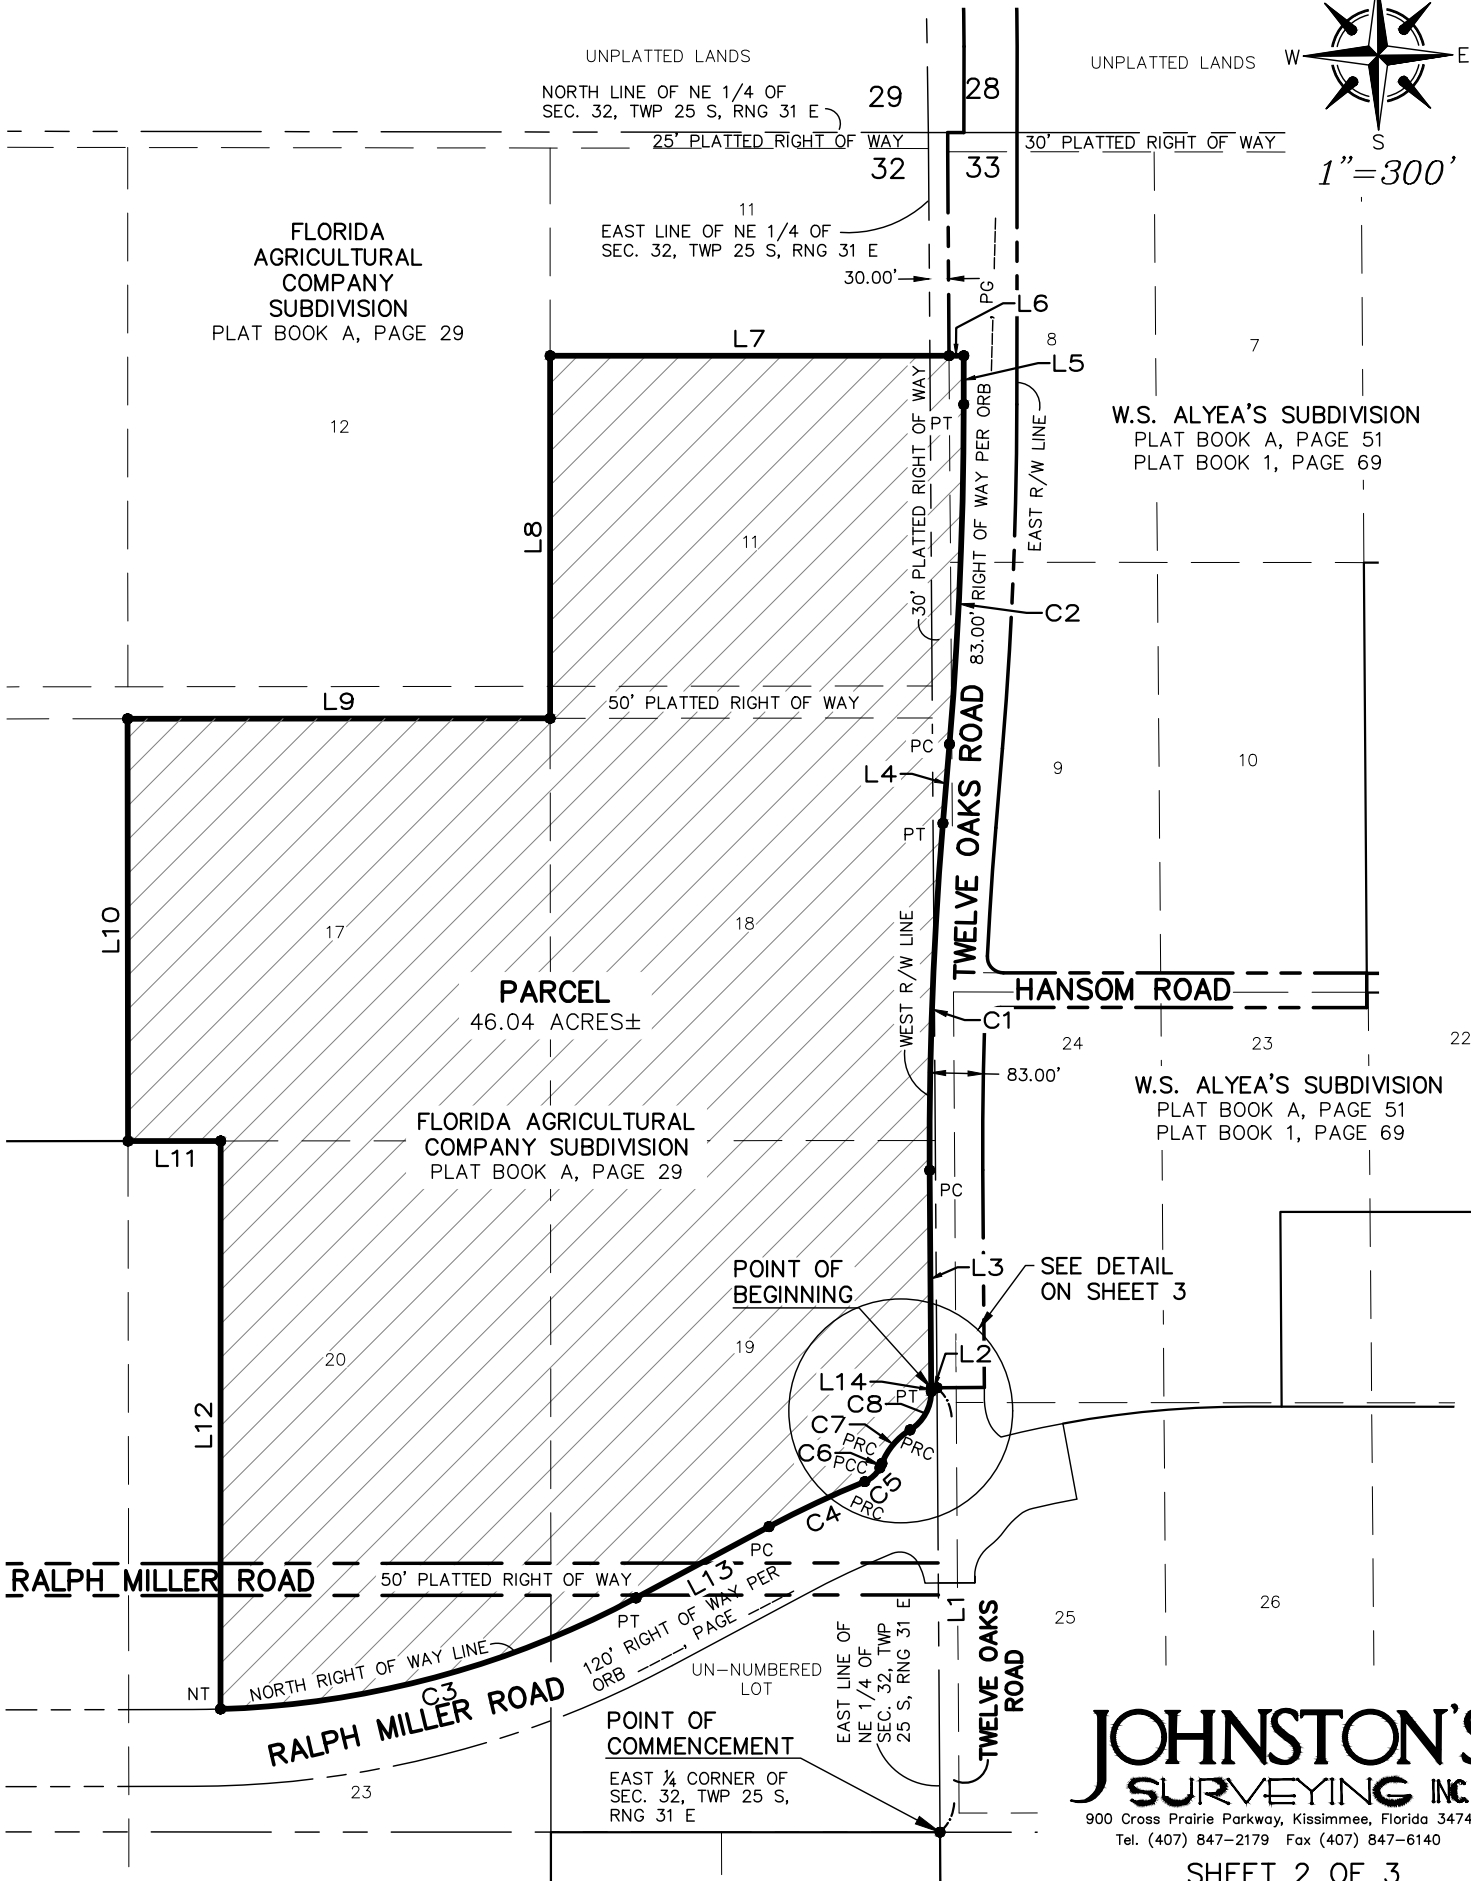 UNPLATTED LANDS
NORTH LINE OF NE 1/4 OF
SEC. 32, TWP 25 S, RNG 31 E
25' PLATTED RIGHT OF WAY
29
28
32
33
UNPLATTED LANDS
30' PLATTED RIGHT OF WAY
W
E
S
1"=300'
FLORIDA
AGRICULTURAL
COMPANY
SUBDIVISION
PLAT BOOK A, PAGE 29
11
EAST LINE OF NE 1/4 OF
SEC. 32, TWP 25 S, RNG 31 E
30.00'
L6
L7
L5
8
7
12
PT
30' PLATTED RIGHT OF WAY
83.00' RIGHT OF WAY PER ORB ____ PG ____
EAST R/W LINE
W.S. ALYEA'S SUBDIVISION
PLAT BOOK A, PAGE 51
PLAT BOOK 1, PAGE 69
L8
11
C2
L9
50' PLATTED RIGHT OF WAY
PC
L4
PT
TWELVE OAKS ROAD
9
10
L10
17
18
WEST R/W LINE
PARCEL
46.04 ACRES±
HANSOM ROAD
C1
24
23
22
83.00'
W.S. ALYEA'S SUBDIVISION
PLAT BOOK A, PAGE 51
PLAT BOOK 1, PAGE 69
FLORIDA AGRICULTURAL
COMPANY SUBDIVISION
PLAT BOOK A, PAGE 29
L11
PC
POINT OF
BEGINNING
L3
SEE DETAIL
ON SHEET 3
20
19
L2
L14
PT
C8
C7
PRC
PRC
C6
PCC
C5
PRC
C4
L12
PC
RALPH MILLER ROAD
50' PLATTED RIGHT OF WAY
L13
PT
120' RIGHT OF WAY PER
ORB ____, PAGE ____
L1
TWELVE OAKS
ROAD
25
26
NT
NORTH RIGHT OF WAY LINE
C3
RALPH MILLER ROAD
UN-NUMBERED
LOT
EAST LINE OF
NE 1/4 OF
SEC. 32, TWP
25 S, RNG 31 E
23
POINT OF
COMMENCEMENT
EAST ¼ CORNER OF
SEC. 32, TWP 25 S,
RNG 31 E
JOHNSTON'S
SURVEYING INC.
900 Cross Prairie Parkway, Kissimmee, Florida 3474
Tel. (407) 847-2179 Fax (407) 847-6140
SHEET 2 OF 3